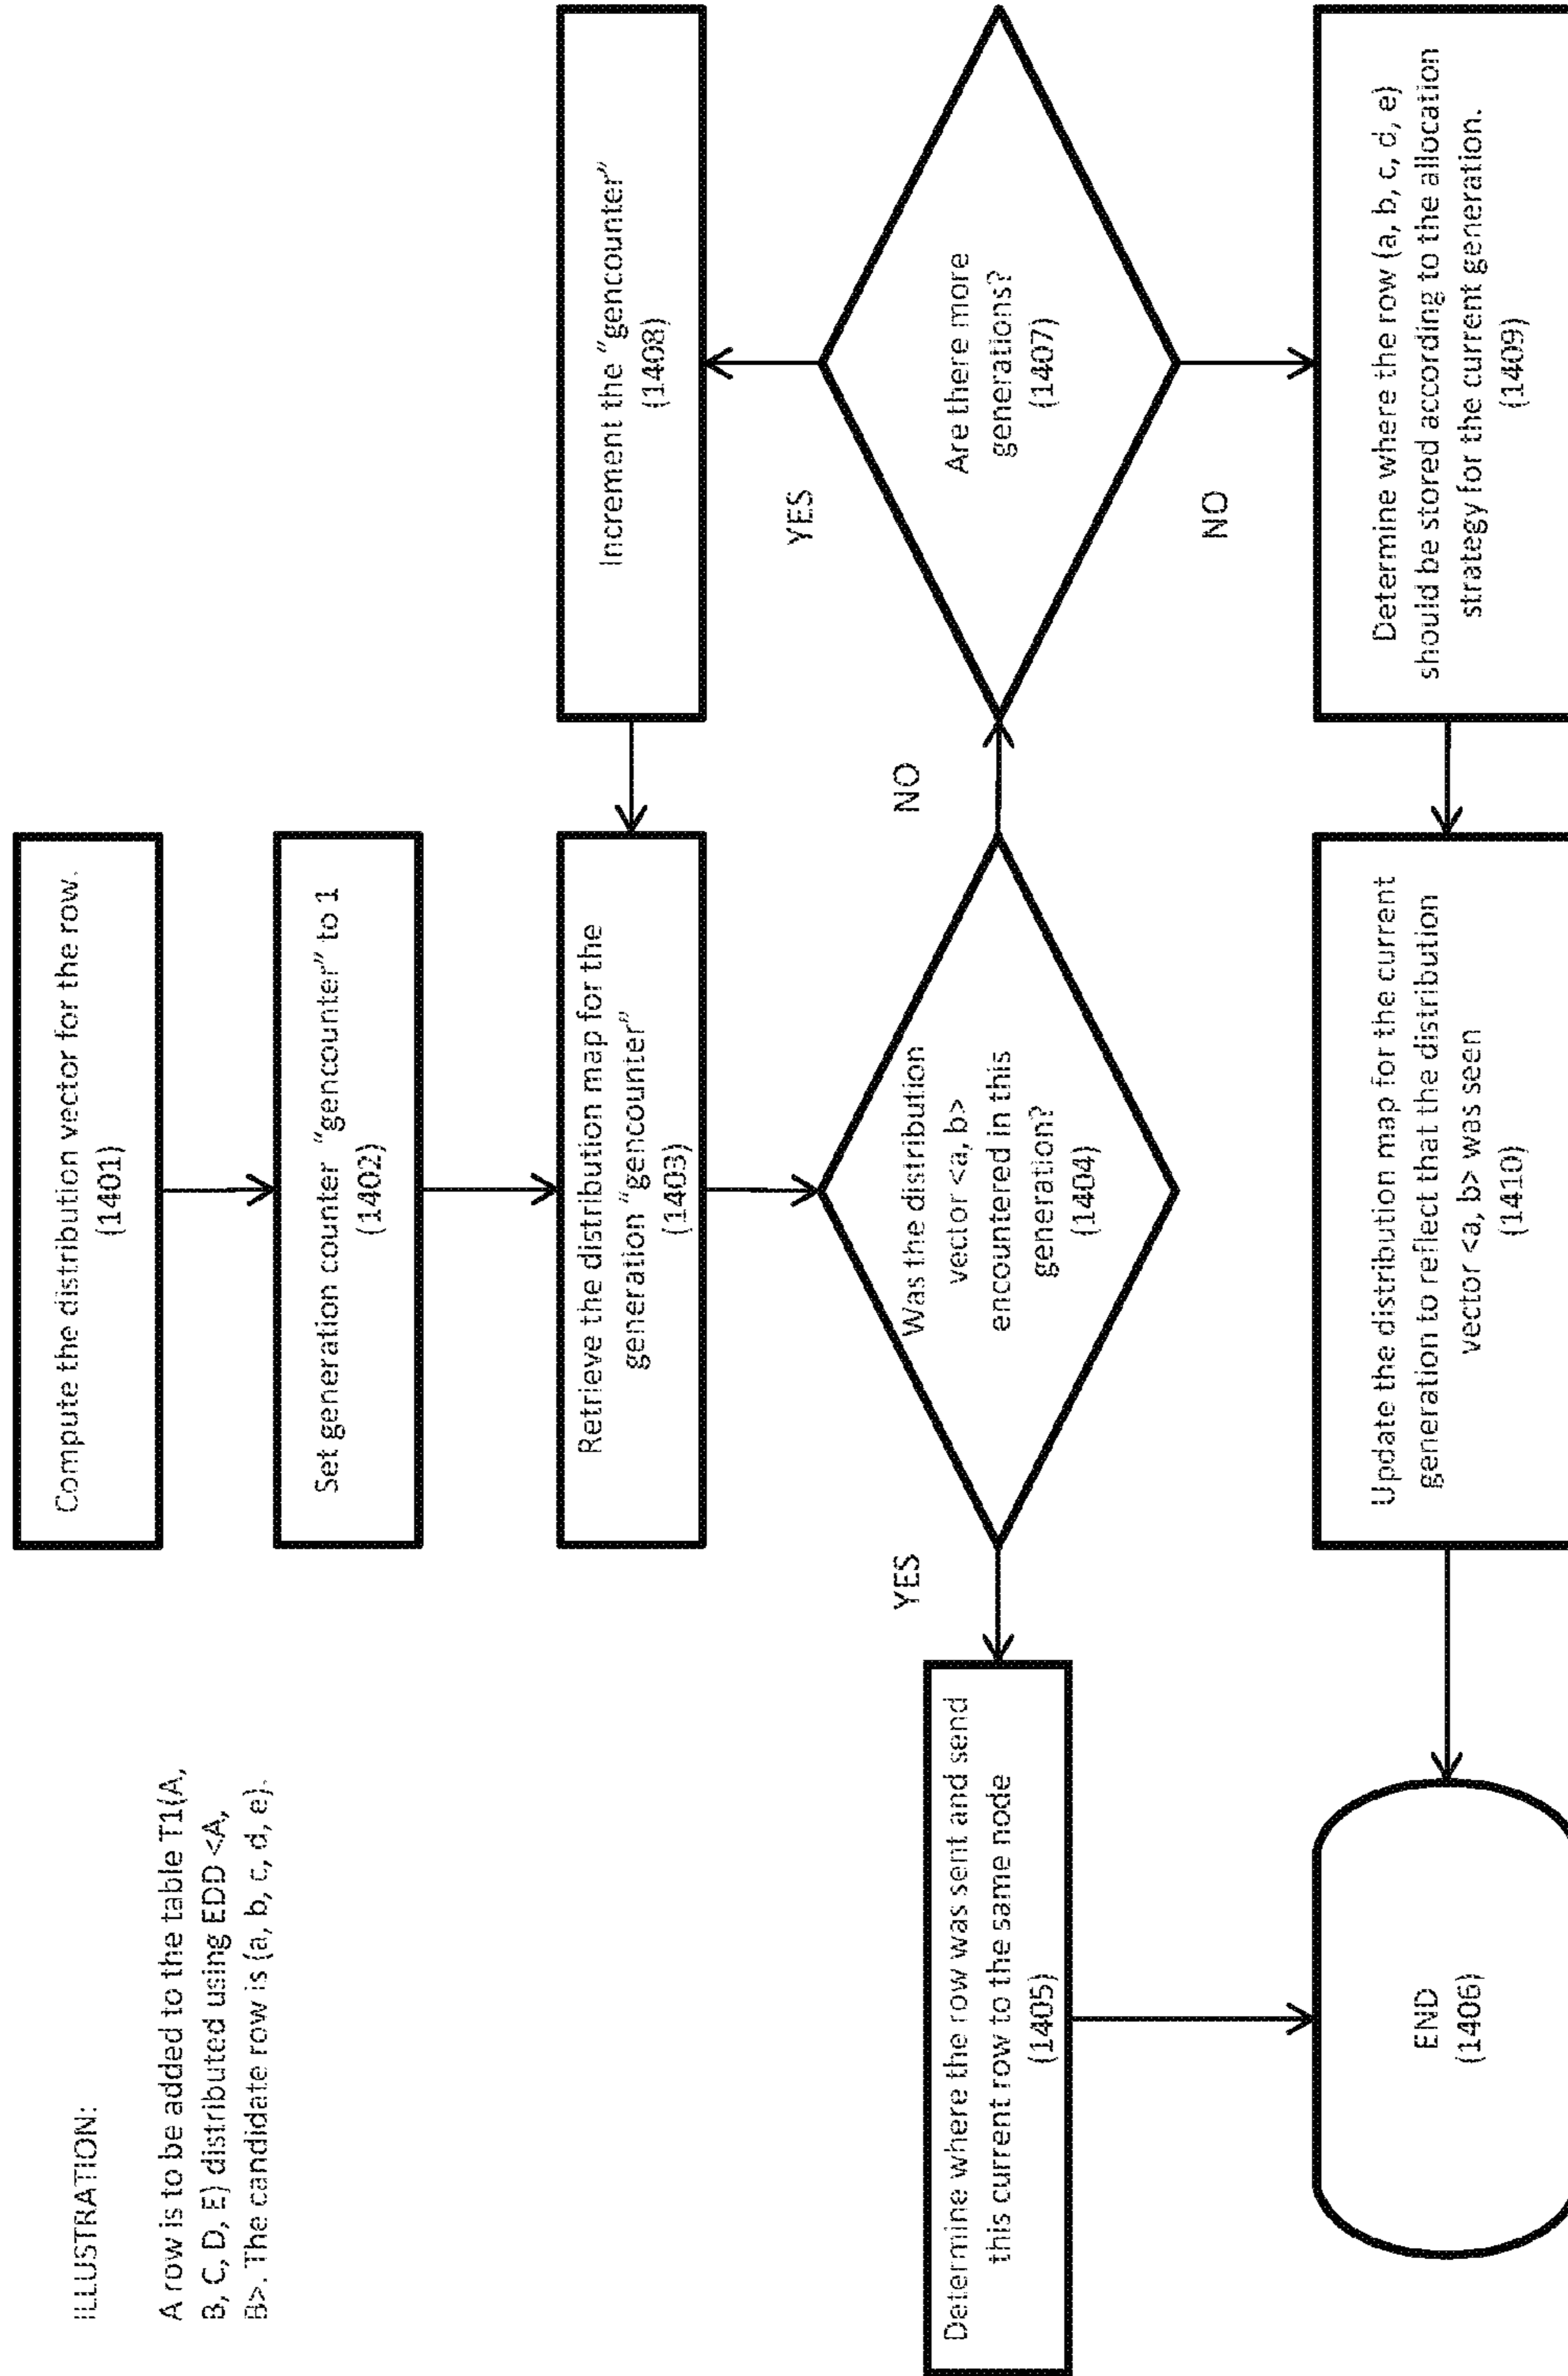 ILLUSTRATION:
A row is to be added to the table T1(A,
B, C, D, E) distributed using EDD <A,
B>. The candidate row is (a, b, c, d, e).
Compute the distribution vector for the row.
(1401)
Set generation counter "gencounter" to 1
(1402)
Retrieve the distribution map for the
generation "gencounter"
(1403)
Increment the "gencounter"
(1408)
YES
NO
YES
Determine where the row was sent and send
this current row to the same node
(1405)
Was the distribution
vector <a, b>
encountered in this
generation?
(1404)
Are there more
generations?
(1407)
NO
END
(1406)
Update the distribution map for the current
generation to reflect that the distribution
vector <a, b> was seen
(1410)
Determine where the row (a, b, c, d, e)
should be stored according to the allocation
strategy for the current generation.
(1409)